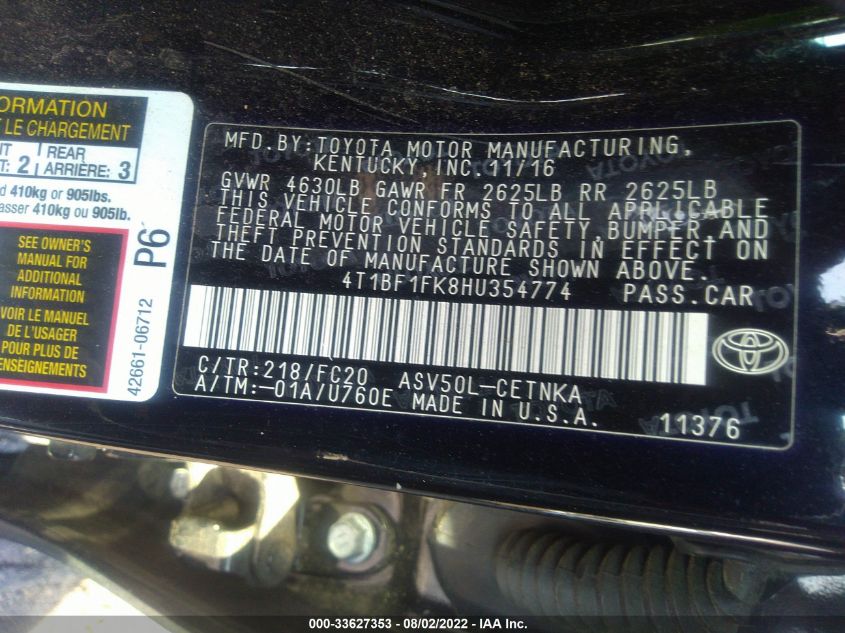 ORMATION
T LE CHARGEMENT
NT
T: 2
REAR
ARRIÈRE: 3
d 410kg or 905lbs.
asser 410kg ou 905lb.
SEE OWNER'S
MANUAL FOR
ADDITIONAL
INFORMATION
VOIR LE MANUEL
DE L'USAGER
POUR PLUS DE
RENSEIGNEMENTS
42661-06712
P6
MFD.BY:TOYOTA MOTOR MANUFACTURING,
KENTUCKY, INC. 11/16
GVWR 4630LB GAWR FR 2625LB RR 2625LB
THIS VEHICLE CONFORMS TO ALL APPLICABLE
FEDERAL MOTOR VEHICLE SAFETY,BUMPER, AND
THEFT PREVENTION STANDARDS IN EFFECT ON
THE DATE OF MANUFACTURE SHOWN ABOVE.
4T1BF1FK8HU354774 PASS.CAR
C/TR:218/FC20 ASV50L-CETNKA
A/TM:-01A/U760E MADE IN U.S.A.
11376
000-33627353 - 08/02/2022 - IAA Inc.